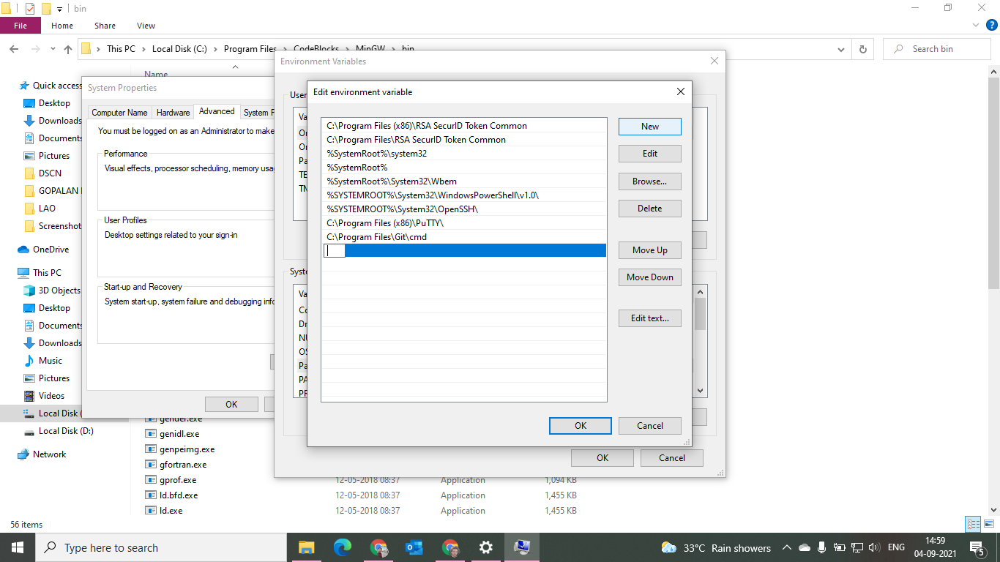 bin
File Home Share View
This PC Local Disk (C:) Program Files CodeBlocks MinGW bin
Search bin
Name
Quick access
Desktop
Downloads
Documents
Pictures
DSCN
GOPALAN
LAO
Screenshot
OneDrive
This PC
3D Objects
Desktop
Documents
Downloads
Music
Pictures
Videos
Local Disk (
Local Disk (D:)
Network
System Properties
Computer Name Hardware Advanced System P
You must be logged on as an Administrator to make
Performance
Visual effects, processor scheduling, memory usa
User Profiles
Desktop settings related to your sign-in
Start-up and Recovery
System start-up, system failure and debugging info
OK
Environment Variables
User
Va
On
On
Pa
TE
TM
Syste
Va
Co
Dr
NU
OS
Pa
PA
PR
OK Cancel
Edit environment variable
C:\Program Files (x86)\RSA SecurID Token Common
C:\Program Files\RSA SecurID Token Common
%SystemRoot%\system32
%SystemRoot%
%SystemRoot%\System32\Wbem
%SYSTEMROOT%\System32\WindowsPowerShell\v1.0\
%SYSTEMROOT%\System32\OpenSSH\
C:\Program Files (x86)\PuTTY\
C:\Program Files\Git\cmd
New
Edit
Browse...
Delete
Move Up
Move Down
Edit text...
OK Cancel
gender.exe
genidl.exe
genpeimg.exe
gfortran.exe
gprof.exe 12-05-2018 08:37 Application 1,094 KB
ld.bfd.exe 12-05-2018 08:37 Application 1,455 KB
ld.exe 12-05-2018 08:37 Application 1,455 KB
56 items
Type here to search
33°C Rain showers
ENG
14:59
04-09-2021
5